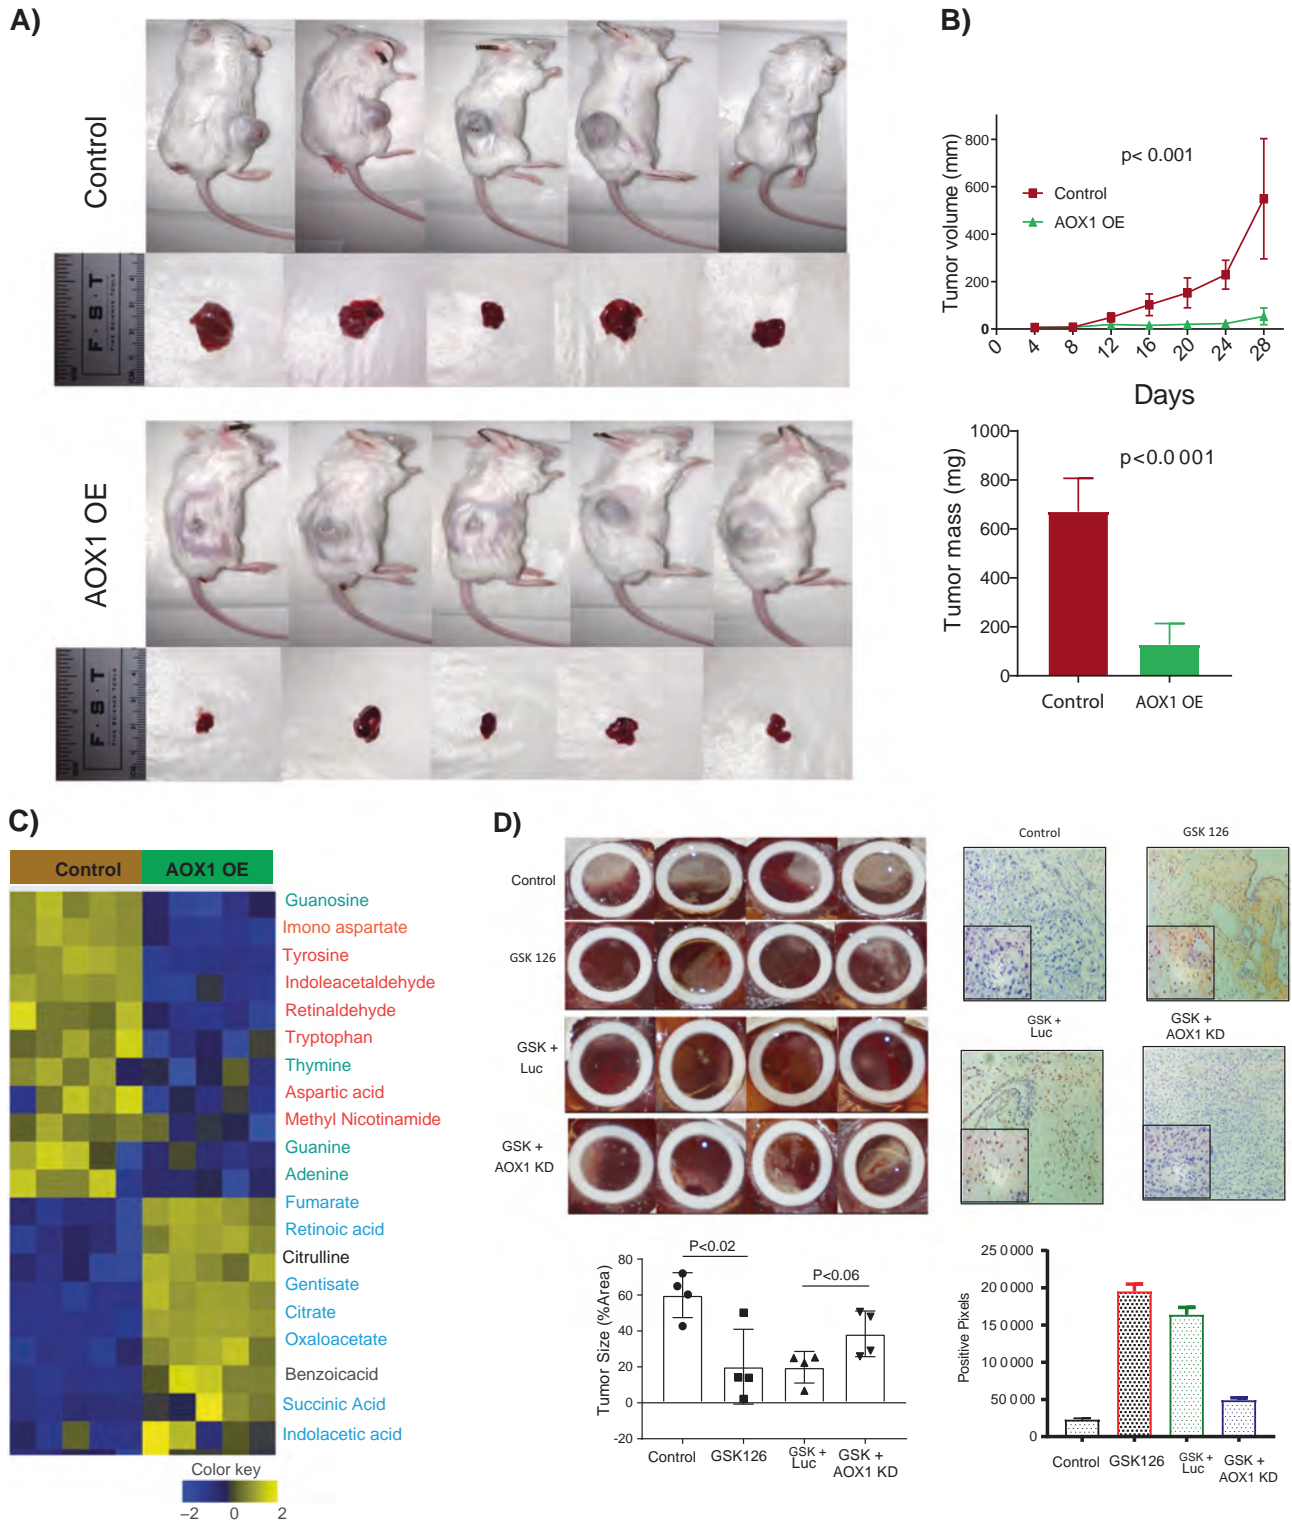 A)
Control
F·S·T
FINE SCIENCE TOOLS
AOX1 OE
F·S·T
FINE SCIENCE TOOLS
B)
Tumor volume (mm)
800
600
400
200
0
p< 0.001
Control
AOX1 OE
0 4 8 12 16 20 24 28
Days
Tumor mass (mg)
1000
800
600
400
200
0
p<0.0 001
Control AOX1 OE
C)
Control AOX1 OE
Guanosine
Imono aspartate
Tyrosine
Indoleacetaldehyde
Retinaldehyde
Tryptophan
Thymine
Aspartic acid
Methyl Nicotinamide
Guanine
Adenine
Fumarate
Retinoic acid
Citrulline
Gentisate
Citrate
Oxaloacetate
Benzoicacid
Succinic Acid
Indolacetic acid
Color key
−2 0 2
D)
Control
GSK 126
GSK +
Luc
GSK +
AOX1 KD
Control
GSK 126
GSK +
Luc
GSK +
AOX1 KD
Tumor Size (%Area)
80
60
40
20
0
-20
P<0.02
P<0.06
Control
GSK126
GSK +
Luc
GSK +
AOX1 KD
Positive Pixels
25 0000
20 0000
15 0000
10 0000
50 000
0
Control
GSK126
GSK +
Luc
GSK +
AOX1 KD